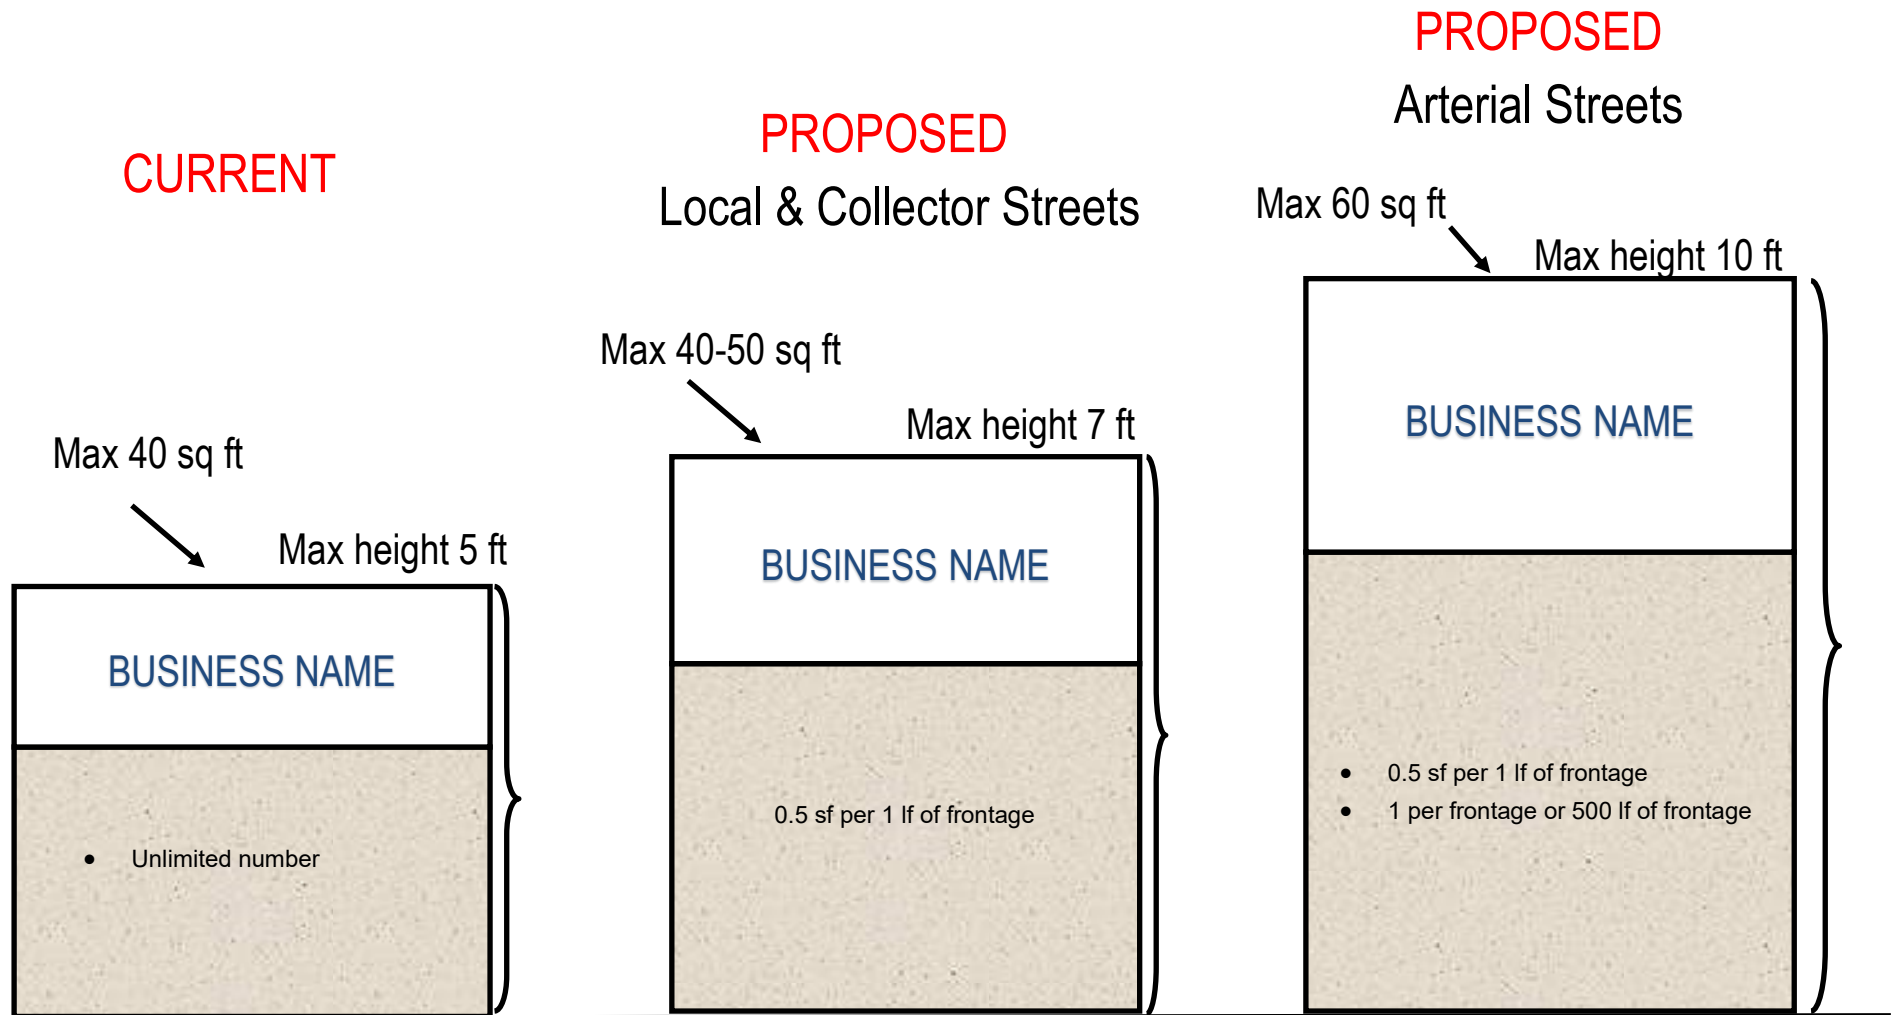 CURRENT
Max 40 sq ft
Max height 5 ft
BUSINESS NAME
• Unlimited number
PROPOSED
Local & Collector Streets
Max 40-50 sq ft
Max height 7 ft
BUSINESS NAME
0.5 sf per 1 lf of frontage
PROPOSED
Arterial Streets
Max 60 sq ft
Max height 10 ft
BUSINESS NAME
• 0.5 sf per 1 lf of frontage
• 1 per frontage or 500 lf of frontage